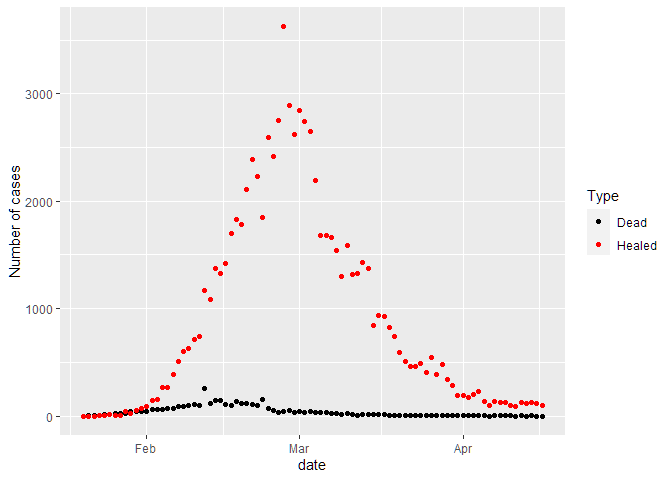 3000
2000
1000
0
Number of cases
Feb
Mar
Apr
date
Type
Dead
Healed